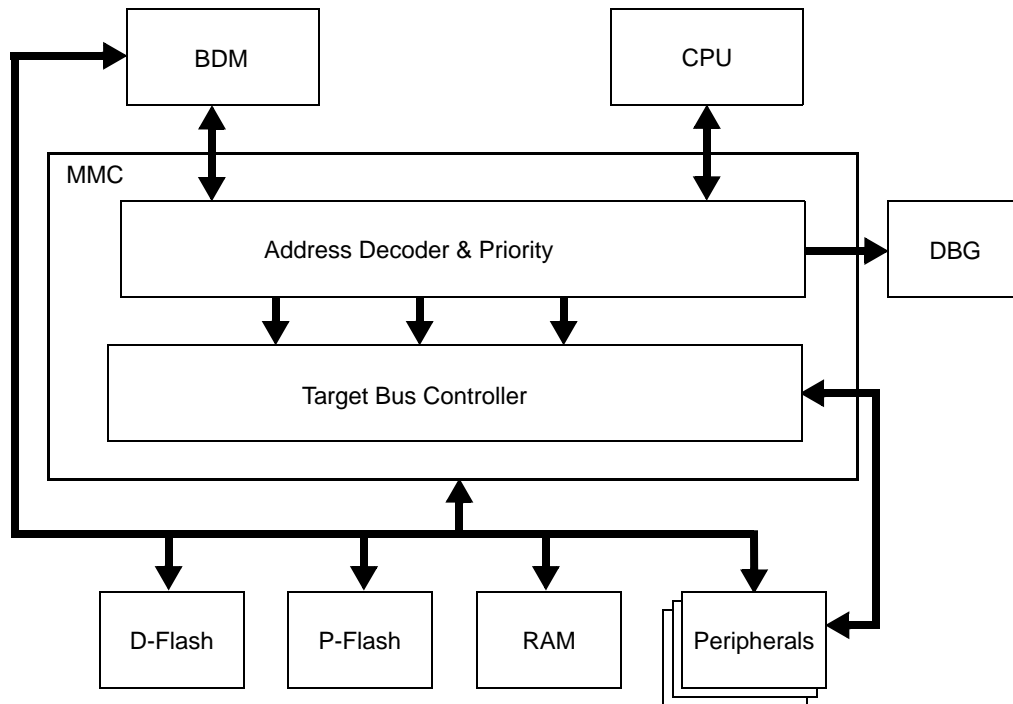 BDM
CPU
MMC
Address Decoder & Priority
DBG
Target Bus Controller
D-Flash
P-Flash
RAM
Peripherals